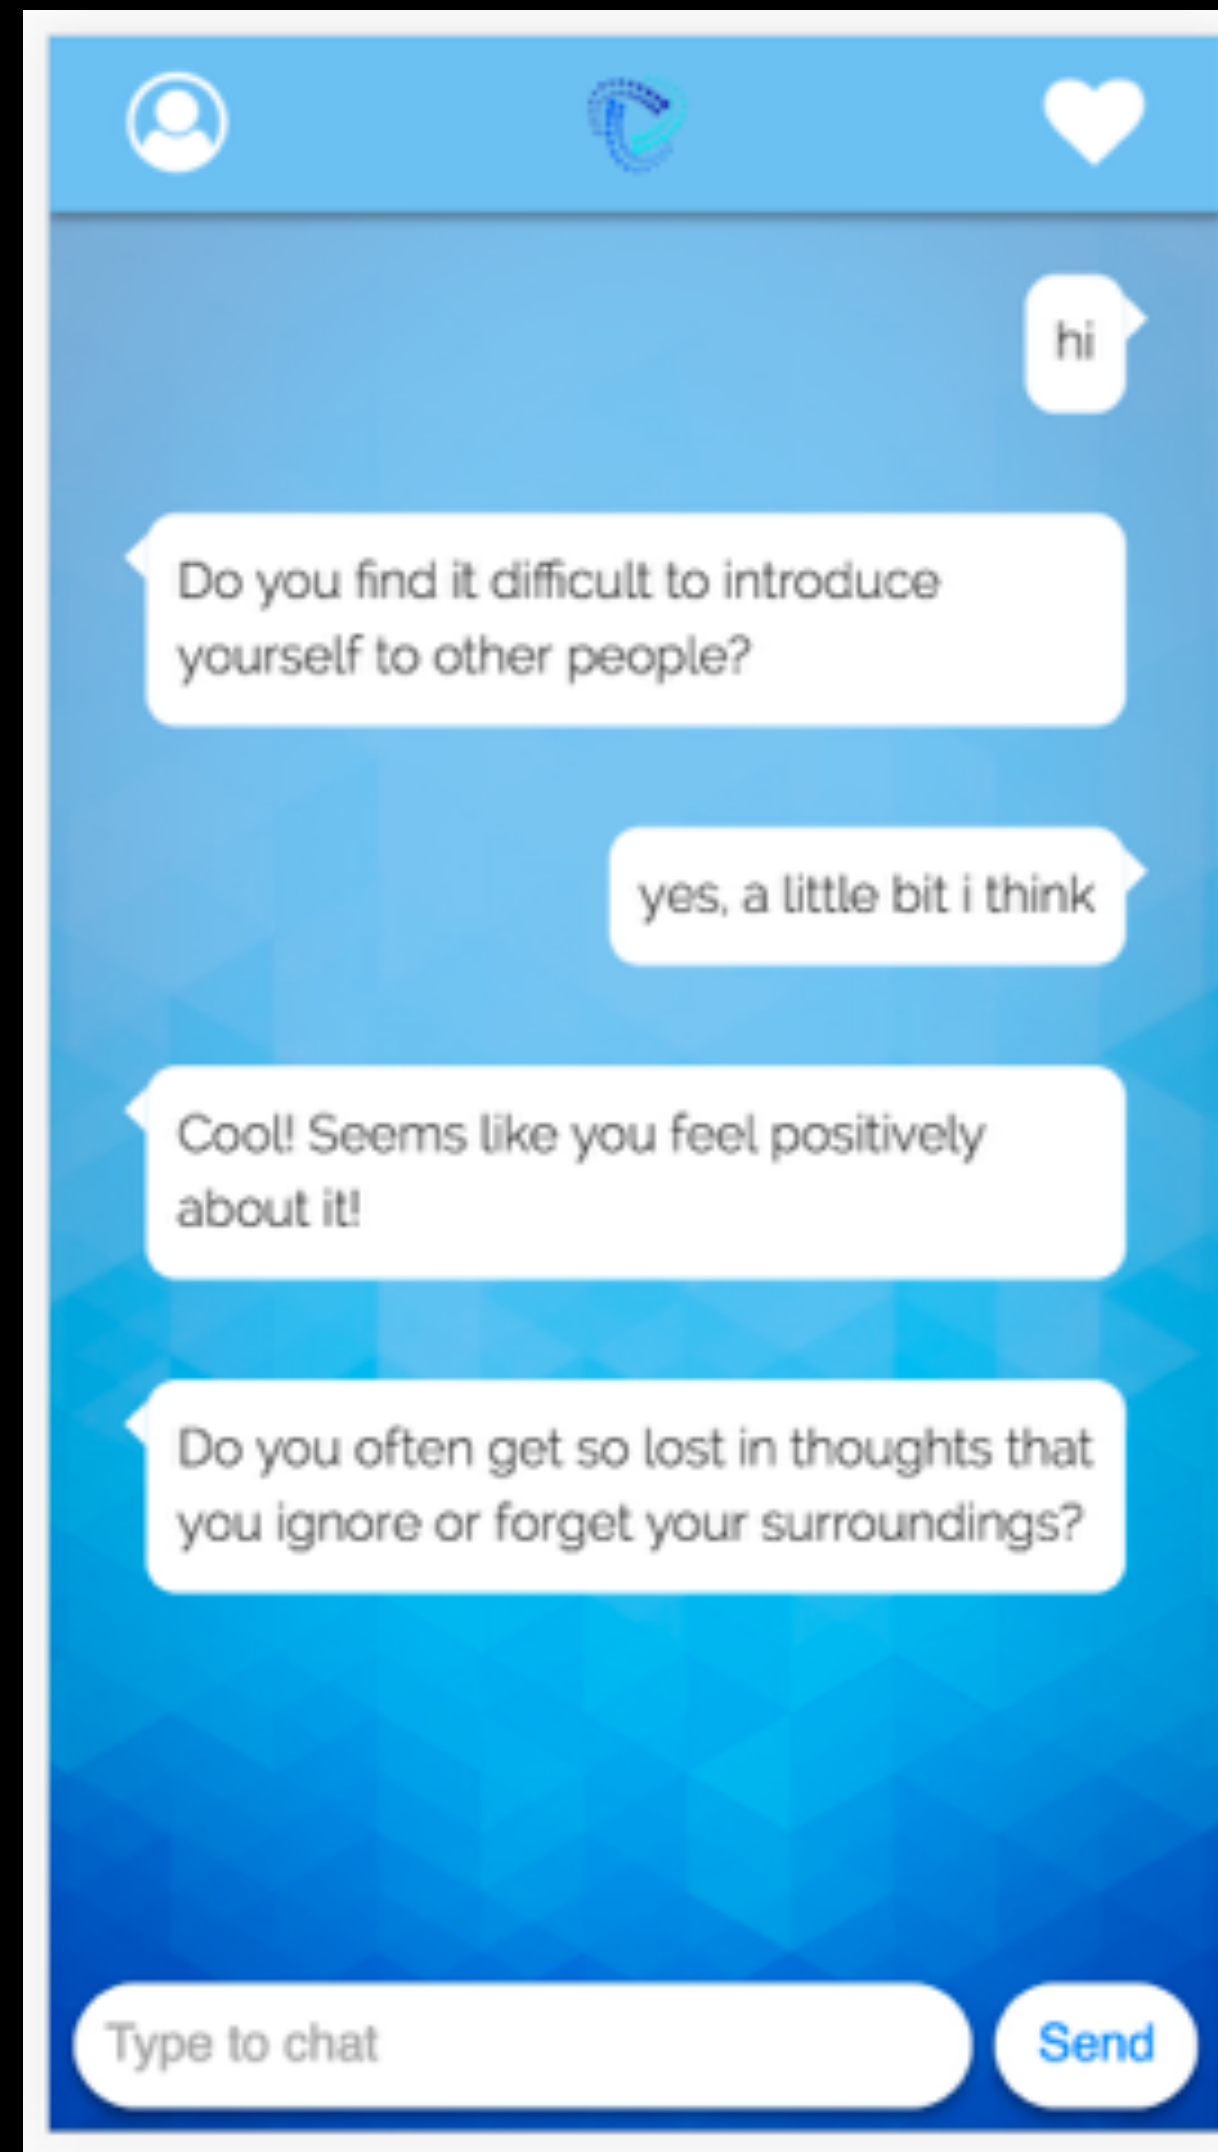 hi
Do you find it difficult to introduce
yourself to other people?
yes, a little bit i think
Cool! Seems like you feel positively
about it!
Do you often get so lost in thoughts that
you ignore or forget your surroundings?
Type to chat
Send